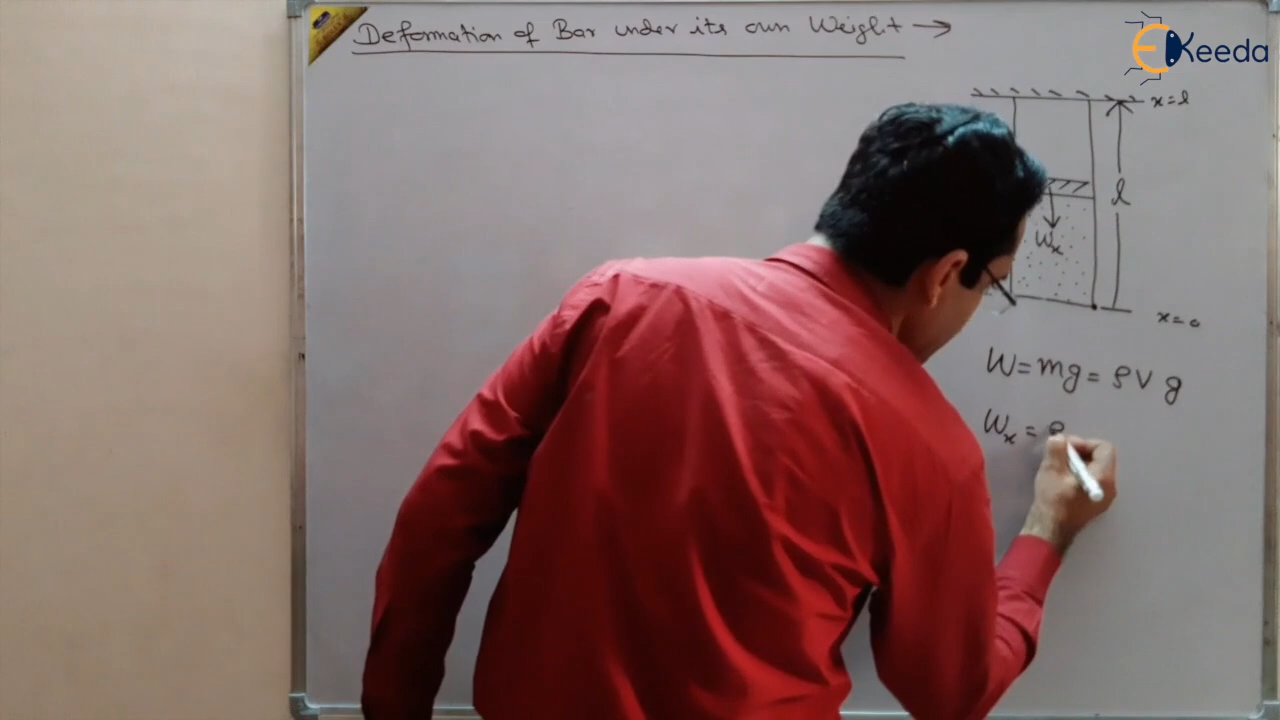 Deformation of Bar under its own Weight →
EKeeda
x=l
l
Wx
x=0
W=mg=ρVg
Wx=ρ